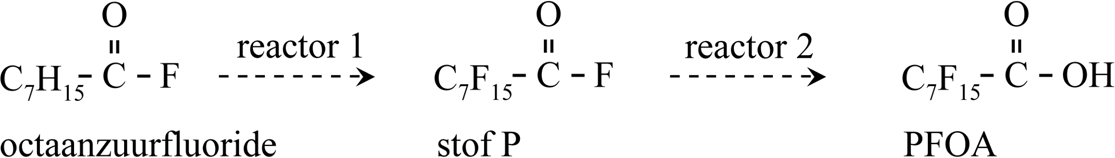 O O O
C₇H₁₅–C–F reactor 1 C₇F₁₅–C–F reactor 2 C₇F₁₅–C–OH
octaanzuurfluoride stof P PFOA